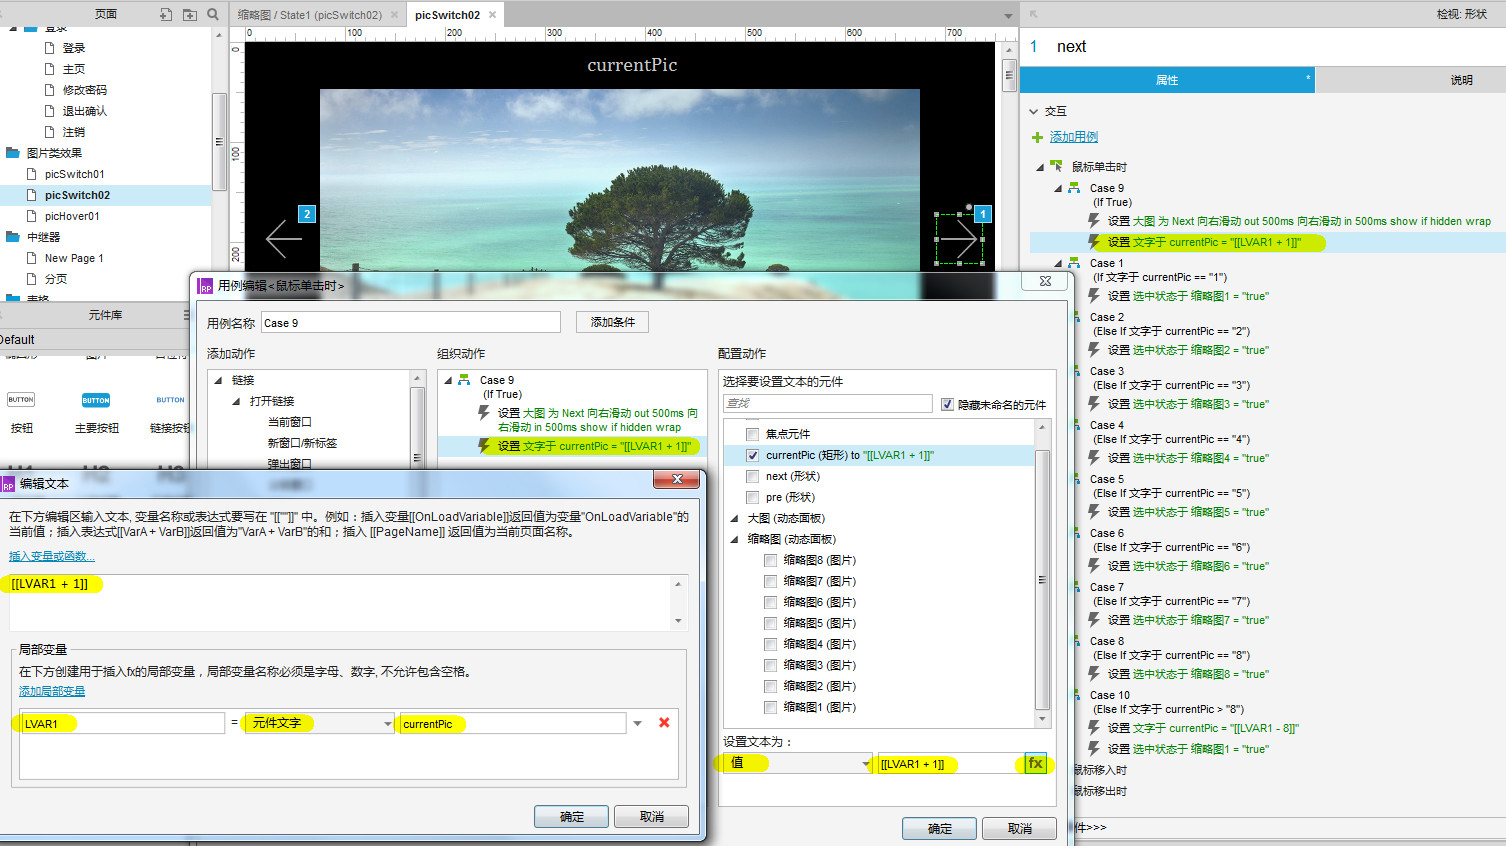 页面
登录
登录
主页
修改密码
退出确认
注销
图片类效果
picSwitch01
picSwitch02
picHover01
中继器
New Page 1
分页
表格
元件库
Default
按钮
主要按钮
链接按钮
BUTTON
BUTTON
BUTTON
缩略图 / State1 (picSwitch02)
picSwitch02
0
100
200
300
400
500
600
700
0
100
200
currentPic
2
1
检视: 形状
1 next
属性 *
说明
交互
添加用例
鼠标单击时
Case 9
(If True)
设置 大图 为 Next 向右滑动 out 500ms 向右滑动 in 500ms show if hidden wrap
设置 文字于 currentPic = "[[LVAR1 + 1]]"
Case 1
(If 文字于 currentPic == "1")
设置 选中状态于 缩略图1 = "true"
Case 2
(Else If 文字于 currentPic == "2")
设置 选中状态于 缩略图2 = "true"
Case 3
(Else If 文字于 currentPic == "3")
设置 选中状态于 缩略图3 = "true"
Case 4
(Else If 文字于 currentPic == "4")
设置 选中状态于 缩略图4 = "true"
Case 5
(Else If 文字于 currentPic == "5")
设置 选中状态于 缩略图5 = "true"
Case 6
(Else If 文字于 currentPic == "6")
设置 选中状态于 缩略图6 = "true"
Case 7
(Else If 文字于 currentPic == "7")
设置 选中状态于 缩略图7 = "true"
Case 8
(Else If 文字于 currentPic == "8")
设置 选中状态于 缩略图8 = "true"
Case 10
(Else If 文字于 currentPic > "8")
设置 文字于 currentPic = "[[LVAR1 - 8]]"
设置 选中状态于 缩略图1 = "true"
鼠标移入时
鼠标移出时
件>>>
RP 用例编辑<鼠标单击时>
用例名称 Case 9
添加条件
添加动作
链接
打开链接
当前窗口
新窗口/新标签
弹出窗口
组织动作
Case 9
(If True)
设置 大图 为 Next 向右滑动 out 500ms 向
右滑动 in 500ms show if hidden wrap
设置 文字于 currentPic = "[[LVAR1 + 1]]"
配置动作
选择要设置文本的元件
查找
隐藏未命名的元件
焦点元件
currentPic (矩形) to "[[LVAR1 + 1]]"
next (形状)
pre (形状)
大图 (动态面板)
缩略图 (动态面板)
缩略图8 (图片)
缩略图7 (图片)
缩略图6 (图片)
缩略图5 (图片)
缩略图4 (图片)
缩略图3 (图片)
缩略图2 (图片)
缩略图1 (图片)
设置文本为：
值
[[LVAR1 + 1]]
fx
确定
取消
RP 编辑文本
在下方编辑区输入文本, 变量名称或表达式要写在 "[[""]]" 中。例如：插入变量[[OnLoadVariable]]返回值为变量"OnLoadVariable"的
当前值；插入表达式[[VarA + VarB]]返回值为"VarA + VarB"的和；插入 [[PageName]] 返回值为当前页面名称。
插入变量或函数...
[[LVAR1 + 1]]
局部变量
在下方创建用于插入fx的局部变量，局部变量名称必须是字母、数字, 不允许包含空格。
添加局部变量
LVAR1 = 元件文字 currentPic
确定
取消